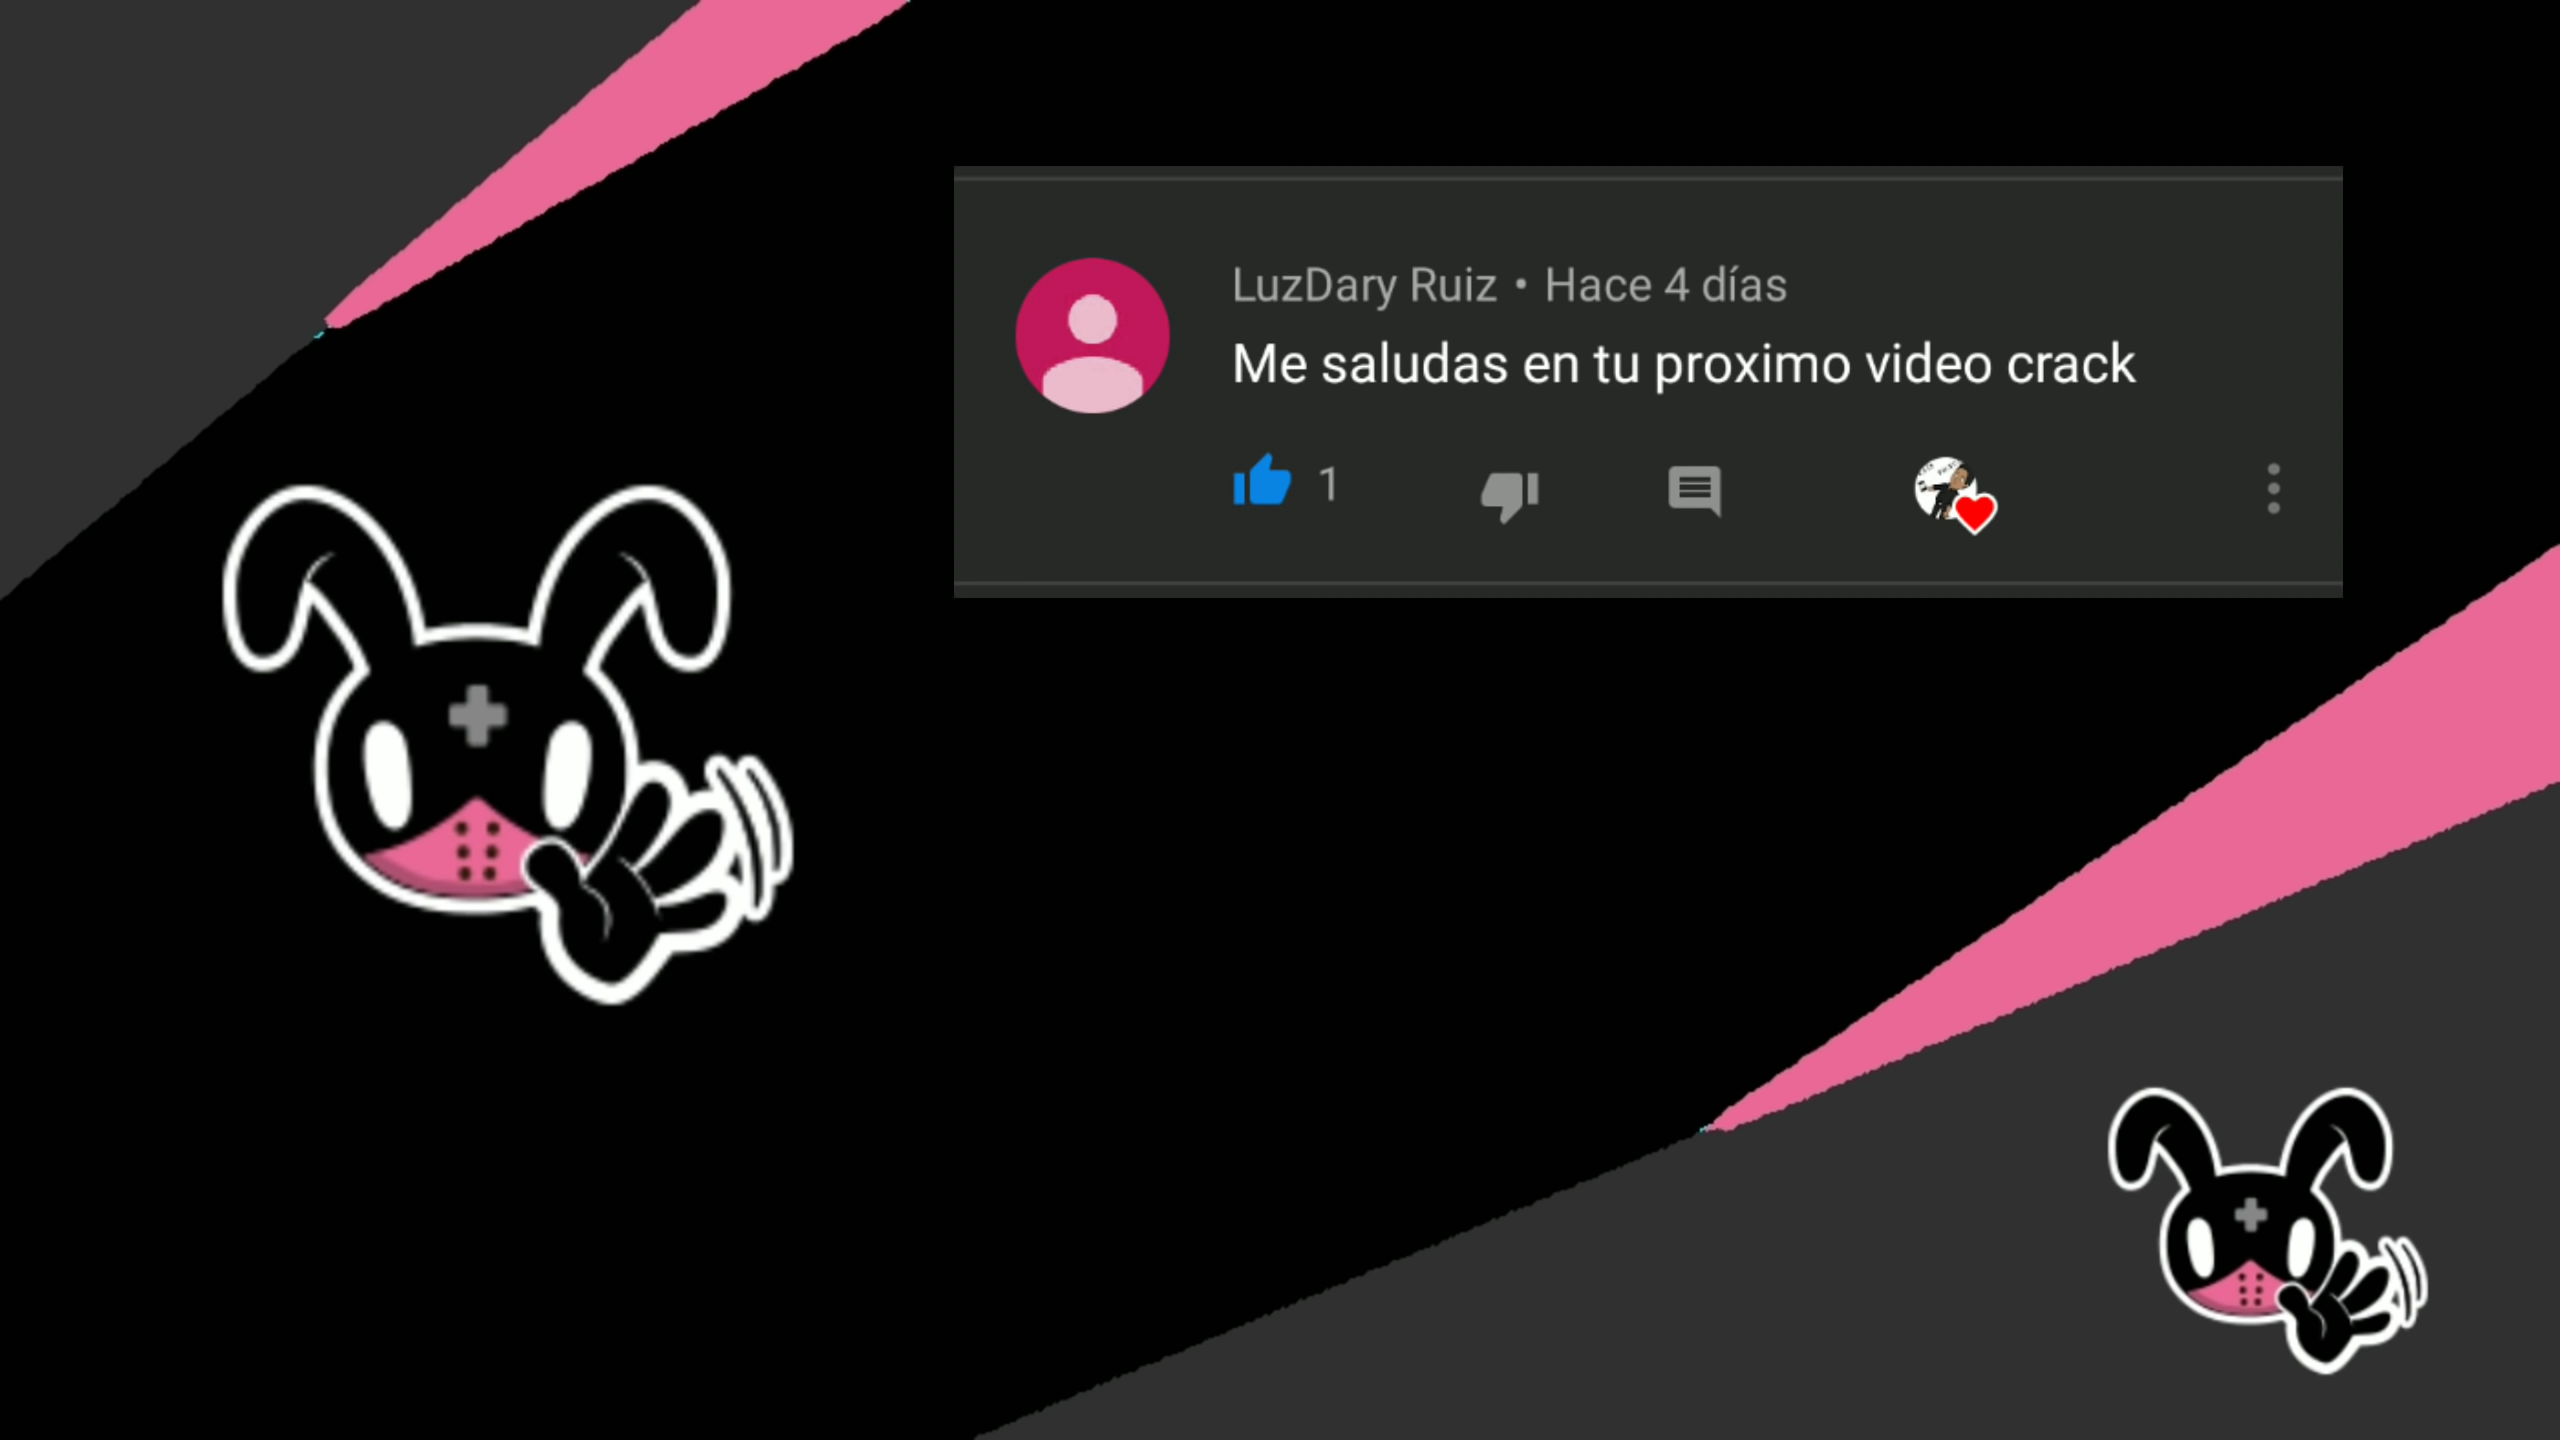 LuzDary Ruiz • Hace 4 días
Me saludas en tu proximo video crack
1